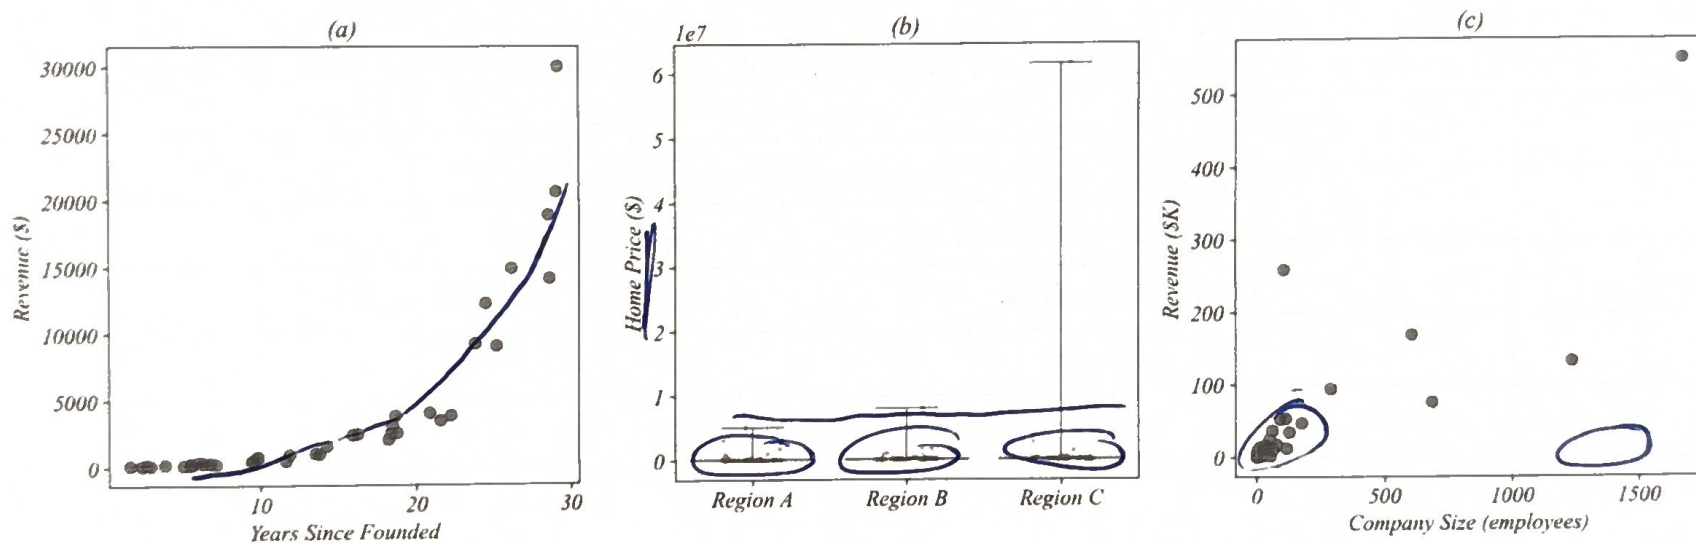 (a)
30000
25000
20000
15000
10000
5000
0
Revenue ($)
10 20 30
Years Since Founded
(b)
1e7
6
5
4
3
2
1
0
Home Price ($)
Region A Region B Region C
(c)
500
400
300
200
100
0
Revenue ($K)
0 500 1000 1500
Company Size (employees)